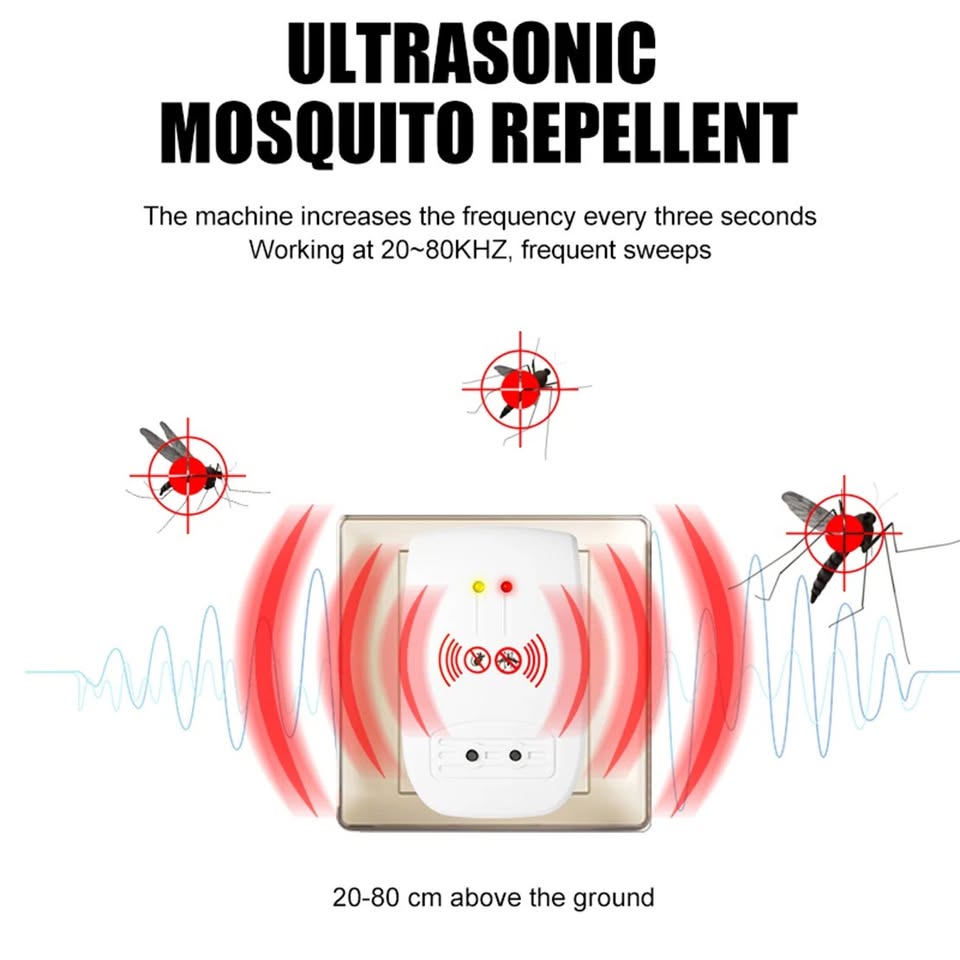 ULTRASONIC
MOSQUITO REPELLENT
The machine increases the frequency every three seconds
Working at 20~80KHZ, frequent sweeps
20-80 cm above the ground